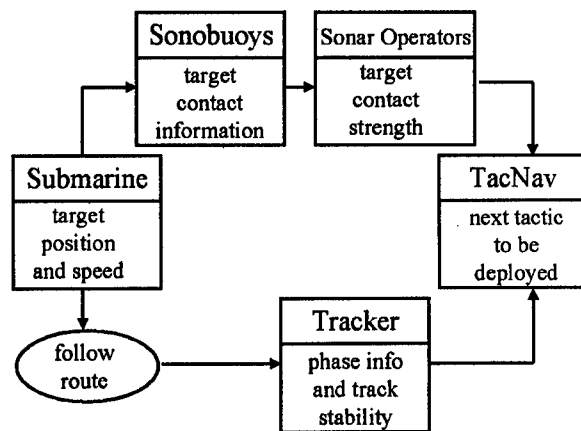 Sonobuoys
target
contact
information
Sonar Operators
target
contact
strength
Submarine
target
position
and speed
TacNav
next tactic
to be
deployed
follow
route
Tracker
phase info
and track
stability